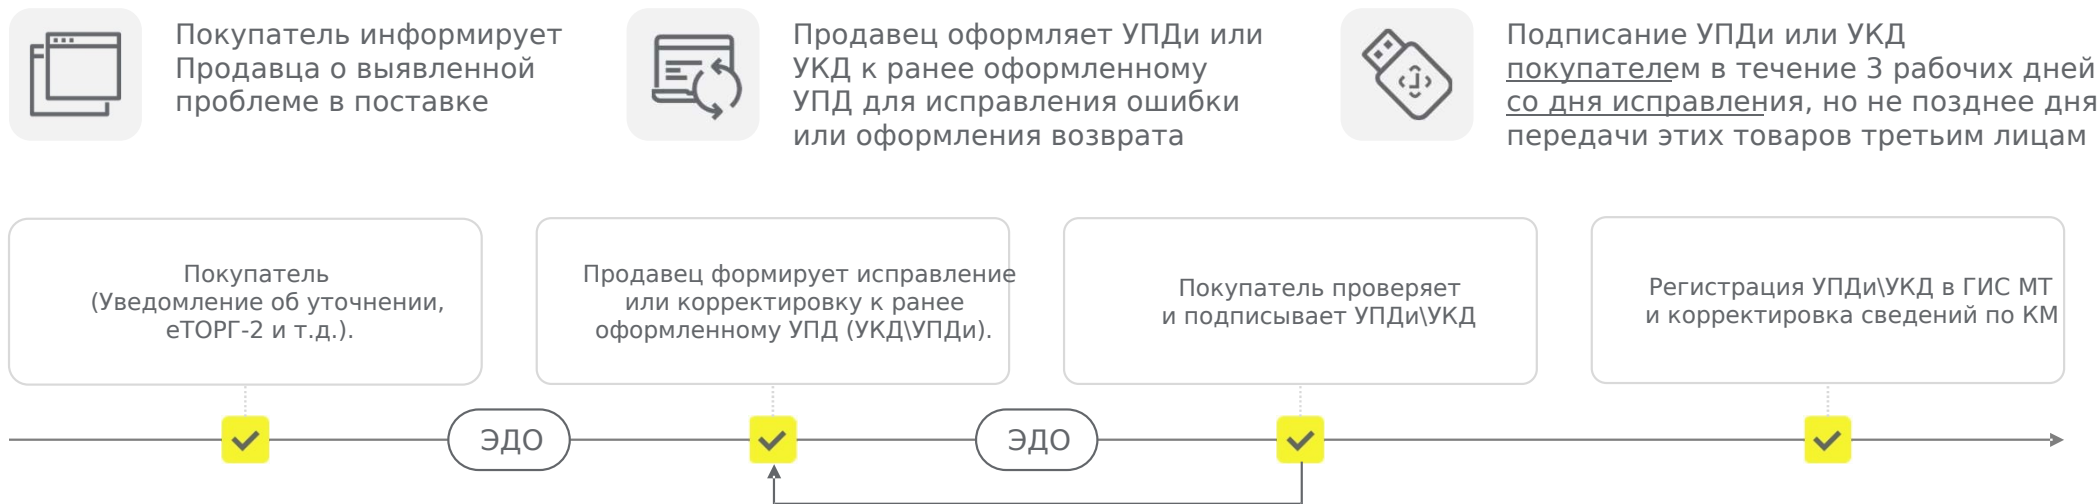 Покупатель информирует
Продавца о выявленной
проблеме в поставке
Продавец оформляет УПДи или
УКД к ранее оформленному
УПД для исправления ошибки
или оформления возврата
Подписание УПДи или УКД
покупателем в течение 3 рабочих дней
со дня исправления, но не позднее дня
передачи этих товаров третьим лицам
Покупатель
(Уведомление об уточнении,
еТОРГ-2 и т.д.).
Продавец формирует исправление
или корректировку к ранее
оформленному УПД (УКД\УПДи).
Покупатель проверяет
и подписывает УПДи\УКД
Регистрация УПДи\УКД в ГИС МТ
и корректировка сведений по КМ
ЭДО
ЭДО